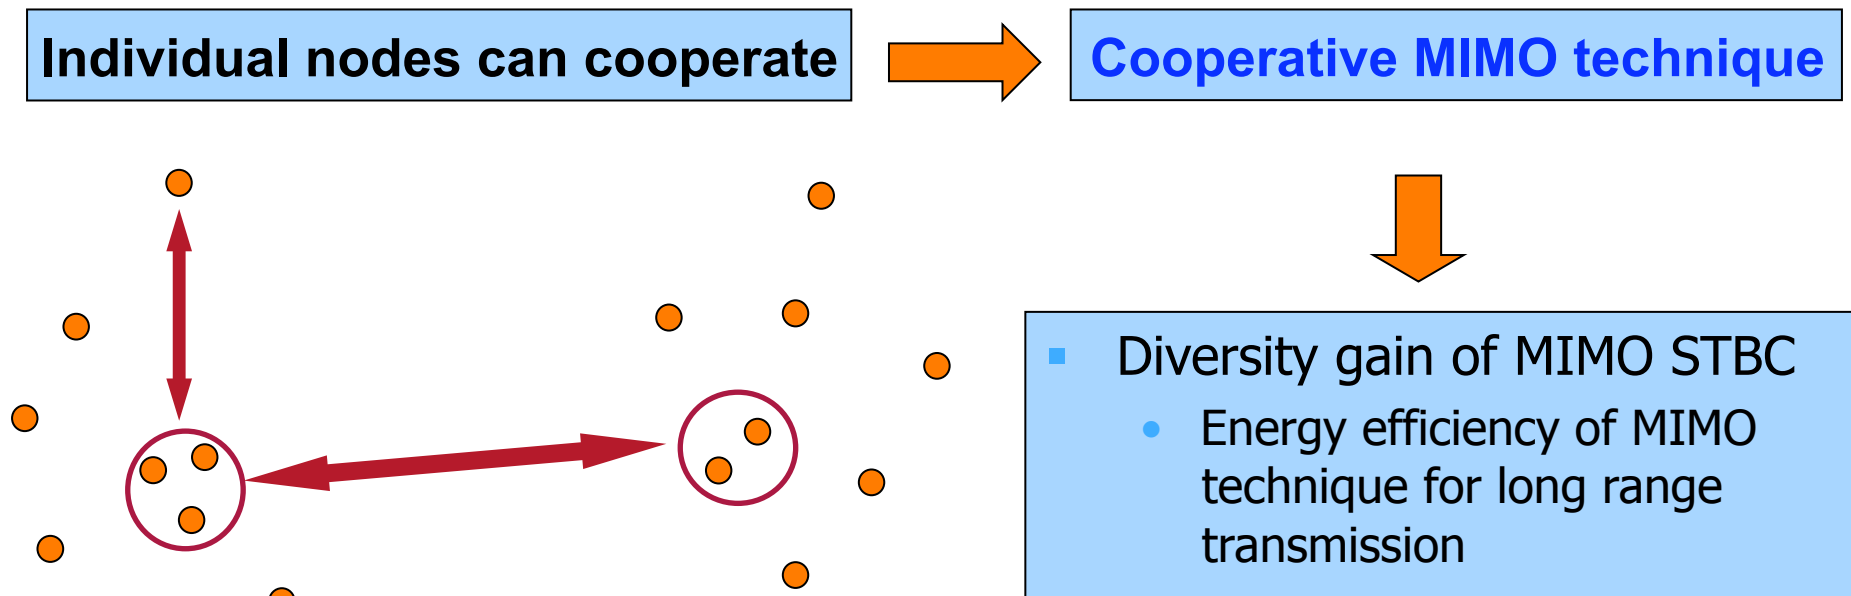 Individual nodes can cooperate
Cooperative MIMO technique
Diversity gain of MIMO STBC
Energy efficiency of MIMO
technique for long range
transmission